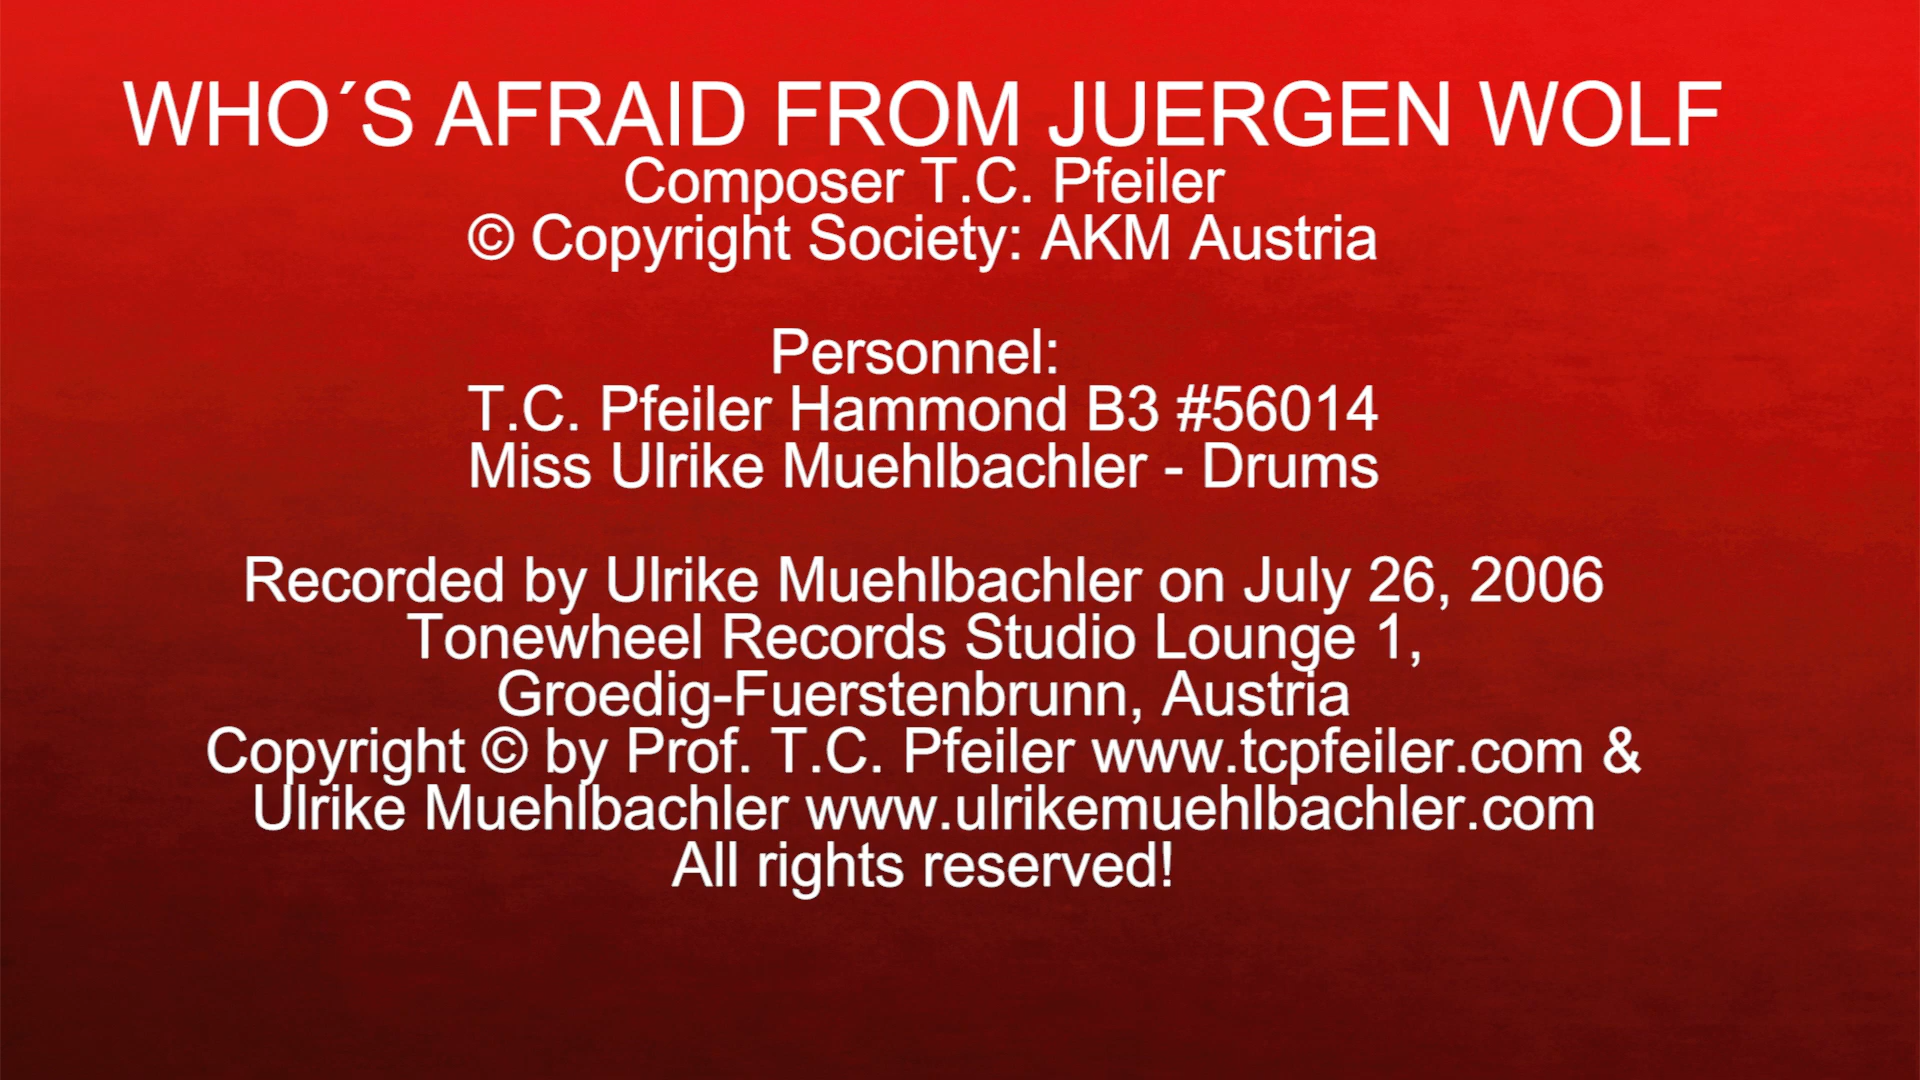 WHO´S AFRAID FROM JUERGEN WOLF
Composer T.C. Pfeiler
© Copyright Society: AKM Austria
Personnel:
T.C. Pfeiler Hammond B3 #56014
Miss Ulrike Muehlbachler - Drums
Recorded by Ulrike Muehlbachler on July 26, 2006
Tonewheel Records Studio Lounge 1,
Groedig-Fuerstenbrunn, Austria
Copyright © by Prof. T.C. Pfeiler www.tcpfeiler.com &
Ulrike Muehlbachler www.ulrikemuehlbachler.com
All rights reserved!